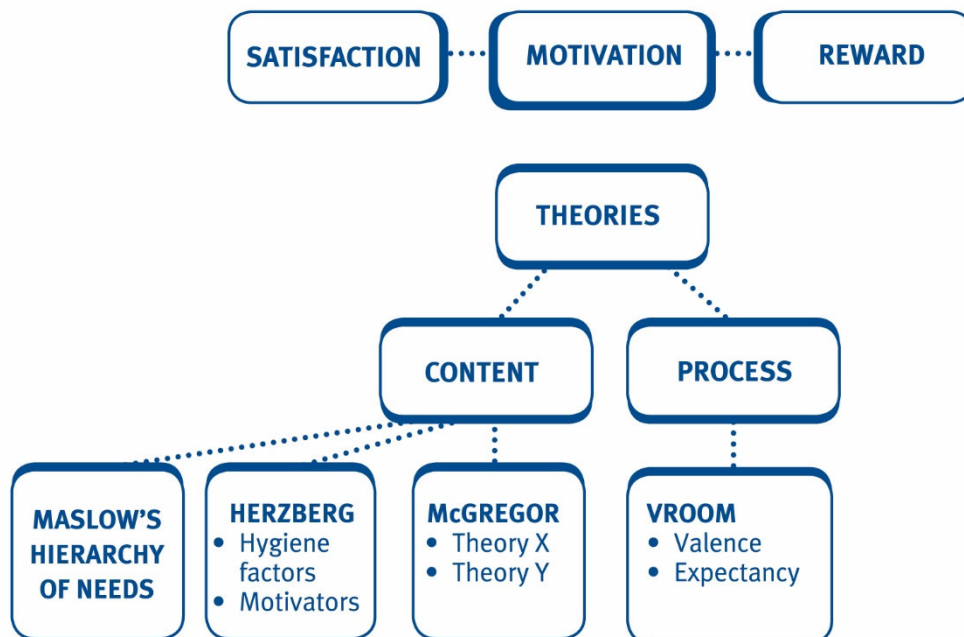 SATISFACTION
MOTIVATION
REWARD
THEORIES
CONTENT
PROCESS
MASLOW'S
HIERARCHY
OF NEEDS
HERZBERG
• Hygiene
factors
• Motivators
McGREGOR
• Theory X
• Theory Y
VROOM
• Valence
• Expectancy